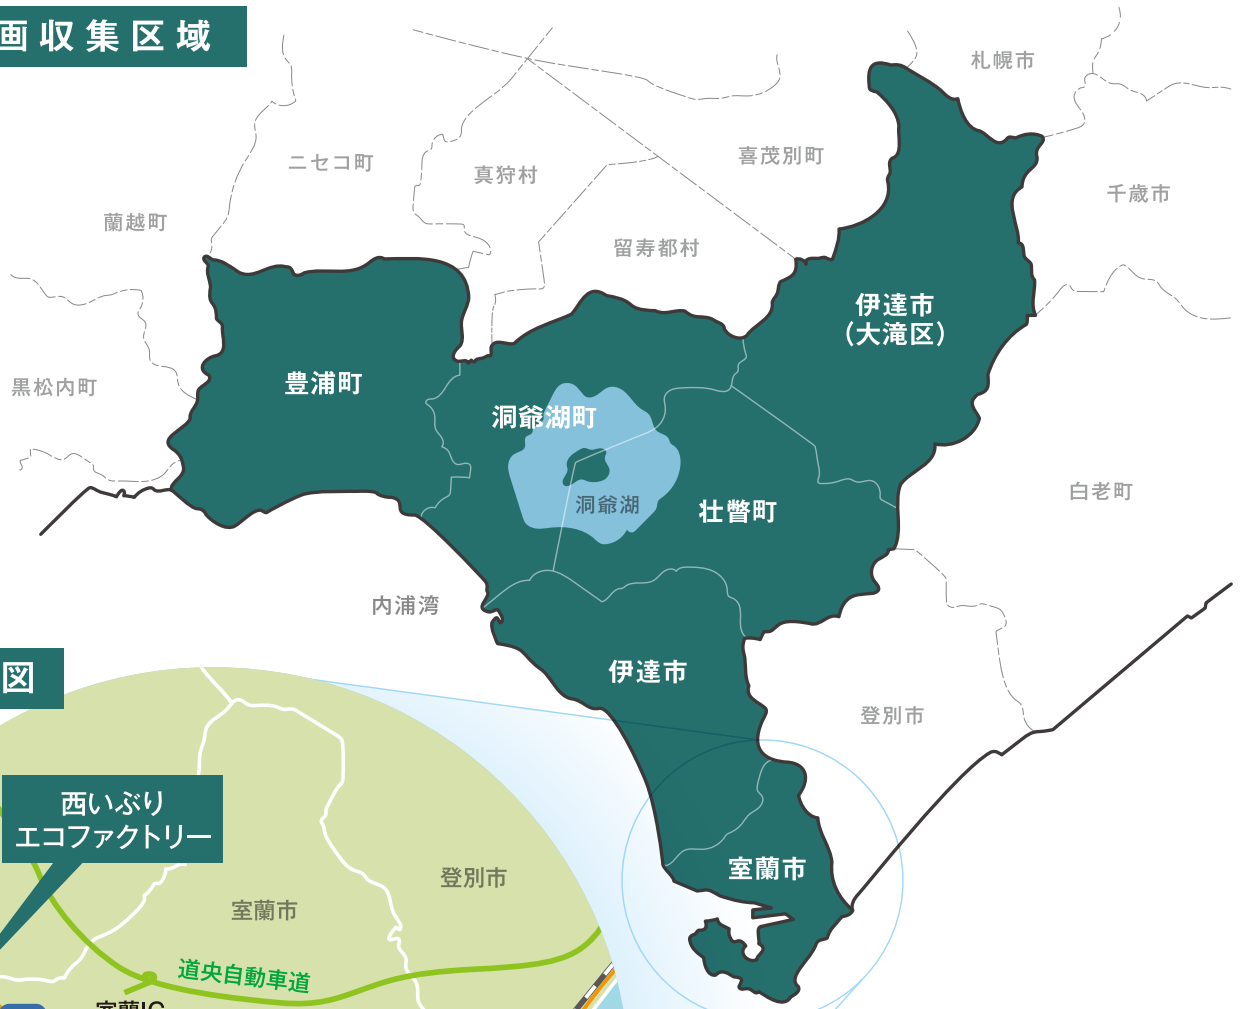 画収集区域
札幌市
ニセコ町
真狩村
喜茂別町
千歳市
蘭越町
留寿都村
伊達市
（大滝区）
黒松内町
豊浦町
洞爺湖町
洞爺湖
壮瞥町
白老町
内浦湾
伊達市
図
登別市
西いぶり
エコファクトリー
室蘭市
登別市
室蘭市
道央自動車道
室蘭IC